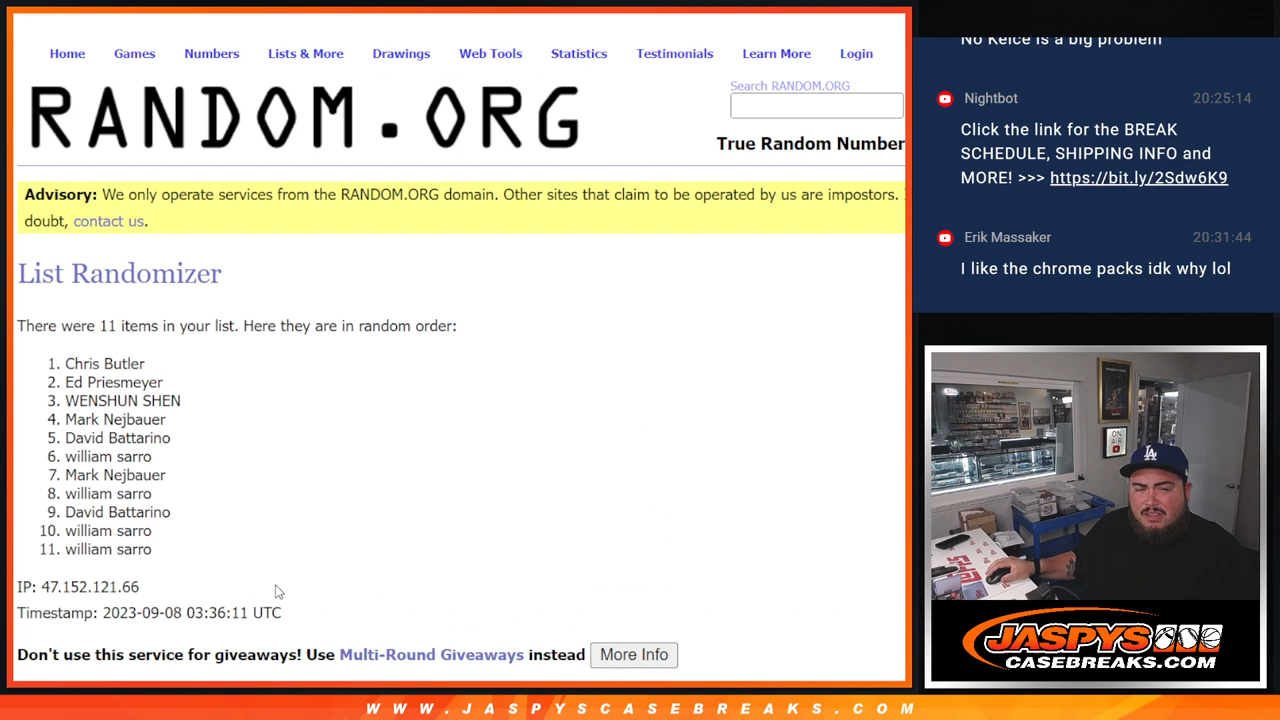 Home Games Numbers Lists & More Drawings Web Tools Statistics Testimonials Learn More Login
RANDOM.ORG
Search RANDOM.ORG
True Random Number
Advisory: We only operate services from the RANDOM.ORG domain. Other sites that claim to be operated by us are impostors.
doubt, contact us.
List Randomizer
There were 11 items in your list. Here they are in random order:
1. Chris Butler
2. Ed Priesmeyer
3. WENSHUN SHEN
4. Mark Nejbauer
5. David Battarino
6. william sarro
7. Mark Nejbauer
8. william sarro
9. David Battarino
10. william sarro
11. william sarro
IP: 47.152.121.66
Timestamp: 2023-09-08 03:36:11 UTC
Don't use this service for giveaways! Use Multi-Round Giveaways instead More Info
No Kelce is a big problem
Nightbot 20:25:14
Click the link for the BREAK
SCHEDULE, SHIPPING INFO and
MORE! >>> https://bit.ly/2Sdw6K9
Erik Massaker 20:31:44
I like the chrome packs idk why lol
ON
AIR
LA
JASPYS
CASEBREAKS.COM
WWW.JASPYSCASEBREAKS.COM